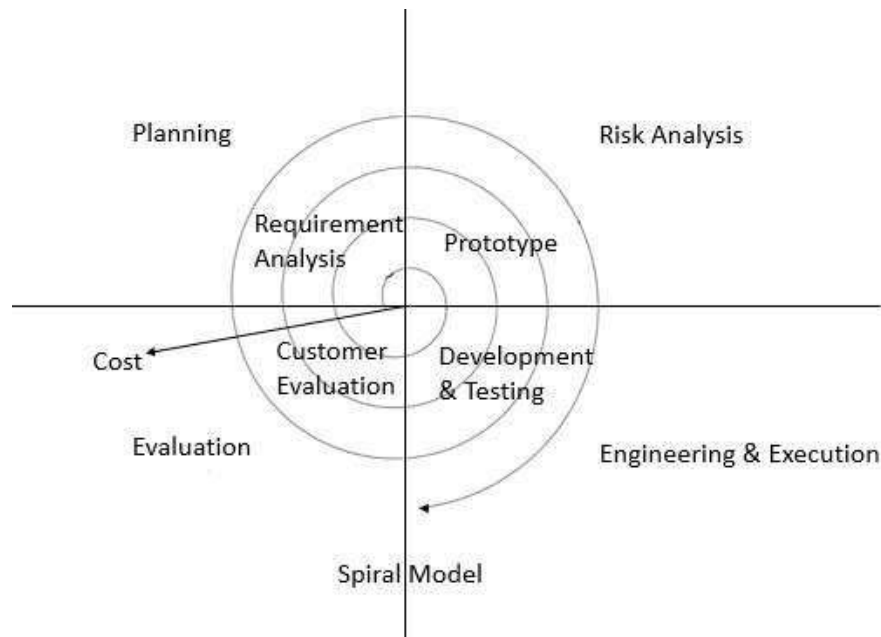 Planning
Risk Analysis
Requirement
Analysis
Prototype
Cost
Customer
Evaluation
Development
& Testing
Evaluation
Engineering & Execution
Spiral Model